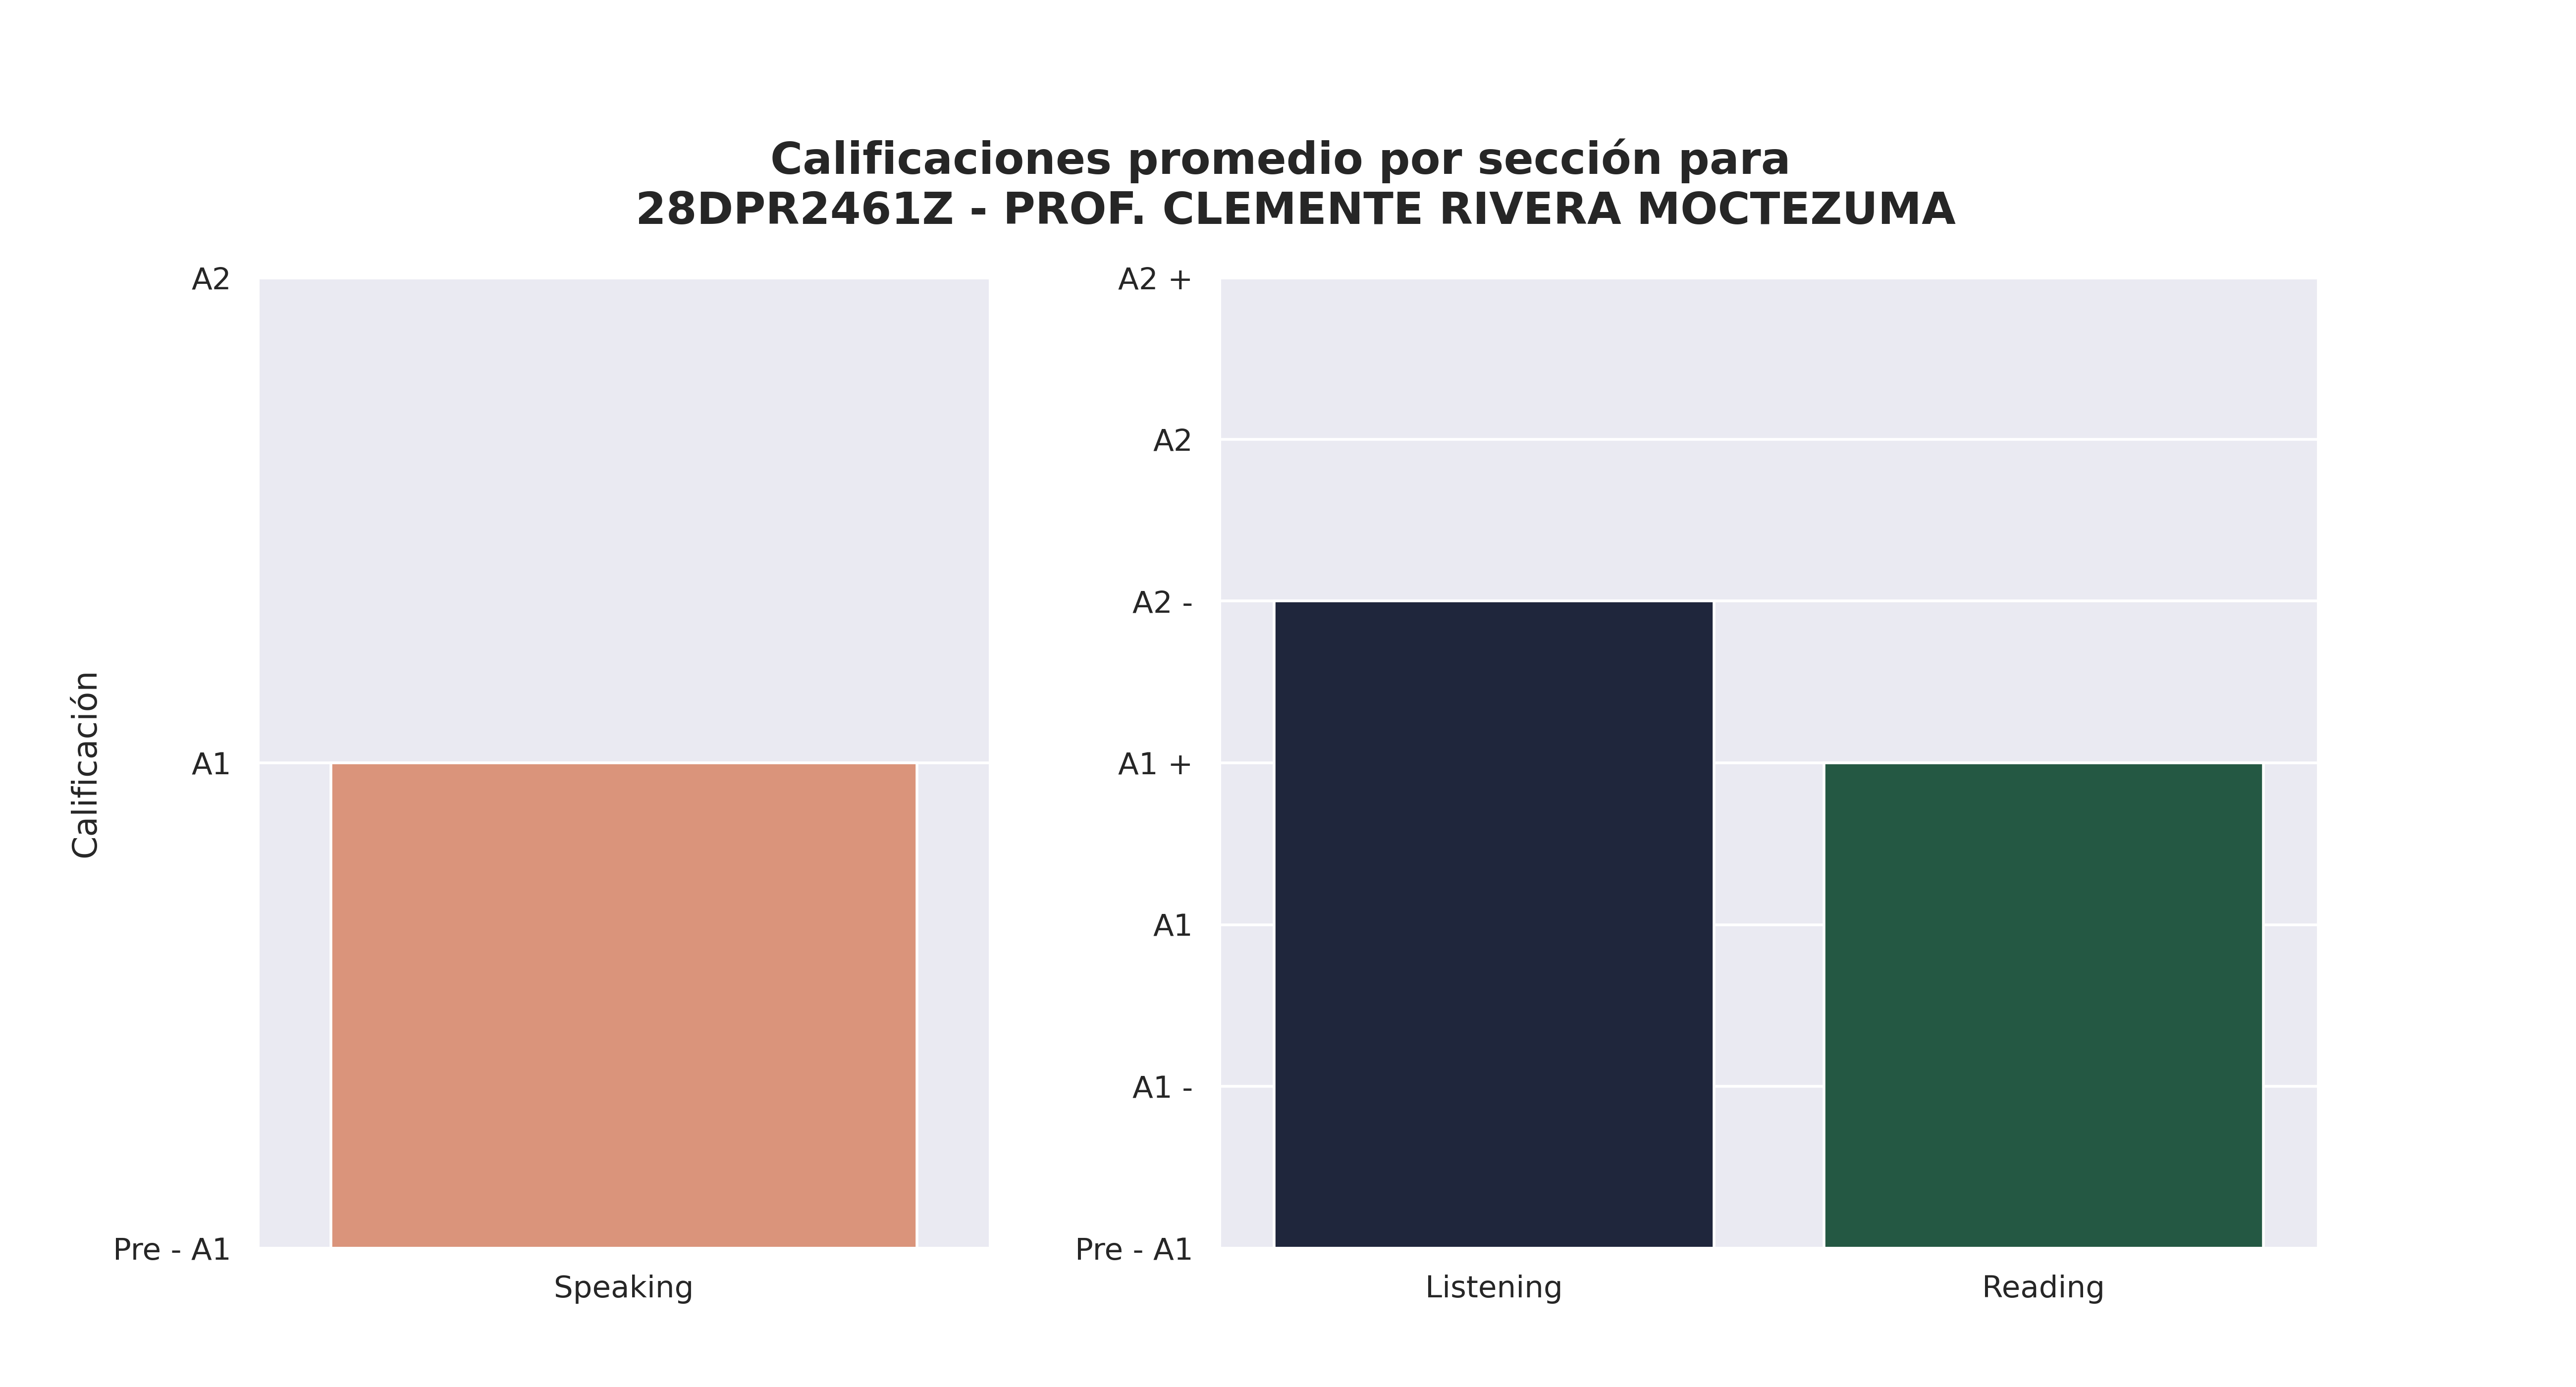 Calificaciones promedio por sección para
28DPR2461Z - PROF. CLEMENTE RIVERA MOCTEZUMA
Calificación
A2
A1
Pre - A1
Speaking
A2 +
A2
A2 -
A1 +
A1
A1 -
Pre - A1
Listening
Reading